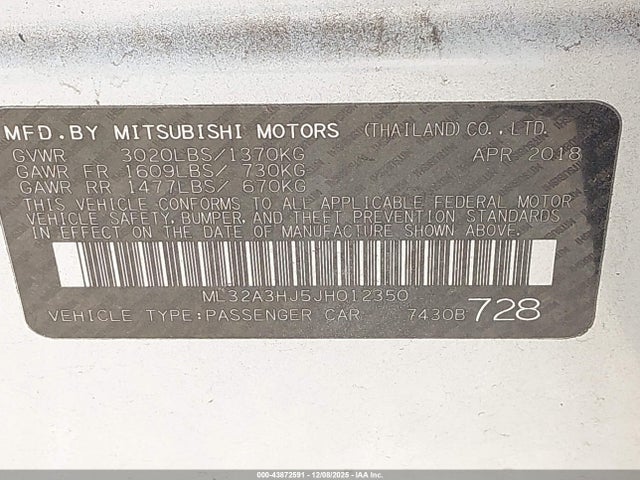 MFD.BY MITSUBISHI MOTORS (THAILAND)CO.,LTD.
GVWR 3020LBS/1370KG APR 2018
GAWR FR 1609LBS/ 730KG
GAWR RR 1477LBS/ 670KG
THIS VEHICLE CONFORMS TO ALL APPLICABLE FEDERAL MOTOR
VEHICLE SAFETY, BUMPER, AND THEFT PREVENTION STANDARDS
IN EFFECT ON THE DATE OF MANUFACTURE SHOWN ABOVE.
ML32A3HJ5JH012350
VEHICLE TYPE:PASSENGER CAR 7430B 728
000-43872591 | 12/08/2025 - IAA Inc.